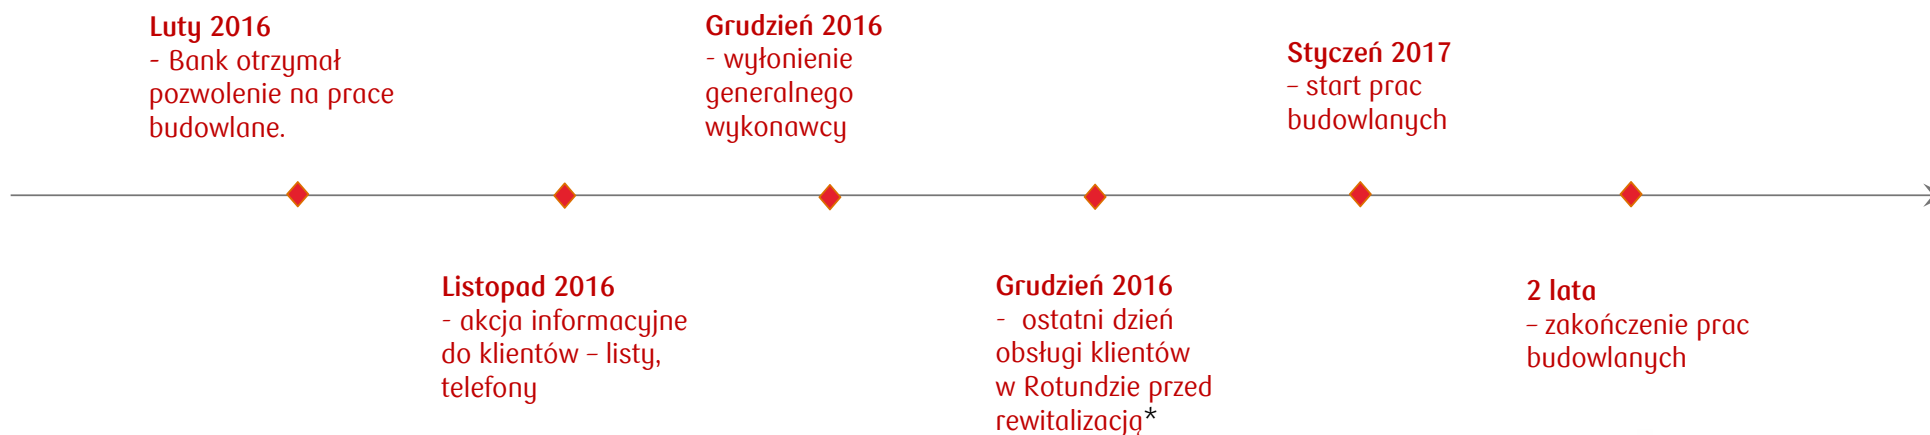 Luty 2016
- Bank otrzymał
pozwolenie na prace
budowlane.
Listopad 2016
- akcja informacyjne
do klientów – listy,
telefony
Grudzień 2016
- wyłonienie
generalnego
wykonawcy
Grudzień 2016
- ostatni dzień
obsługi klientów
w Rotundzie przed
rewitalizacją*
Styczeń 2017
– start prac
budowlanych
2 lata
– zakończenie prac
budowlanych